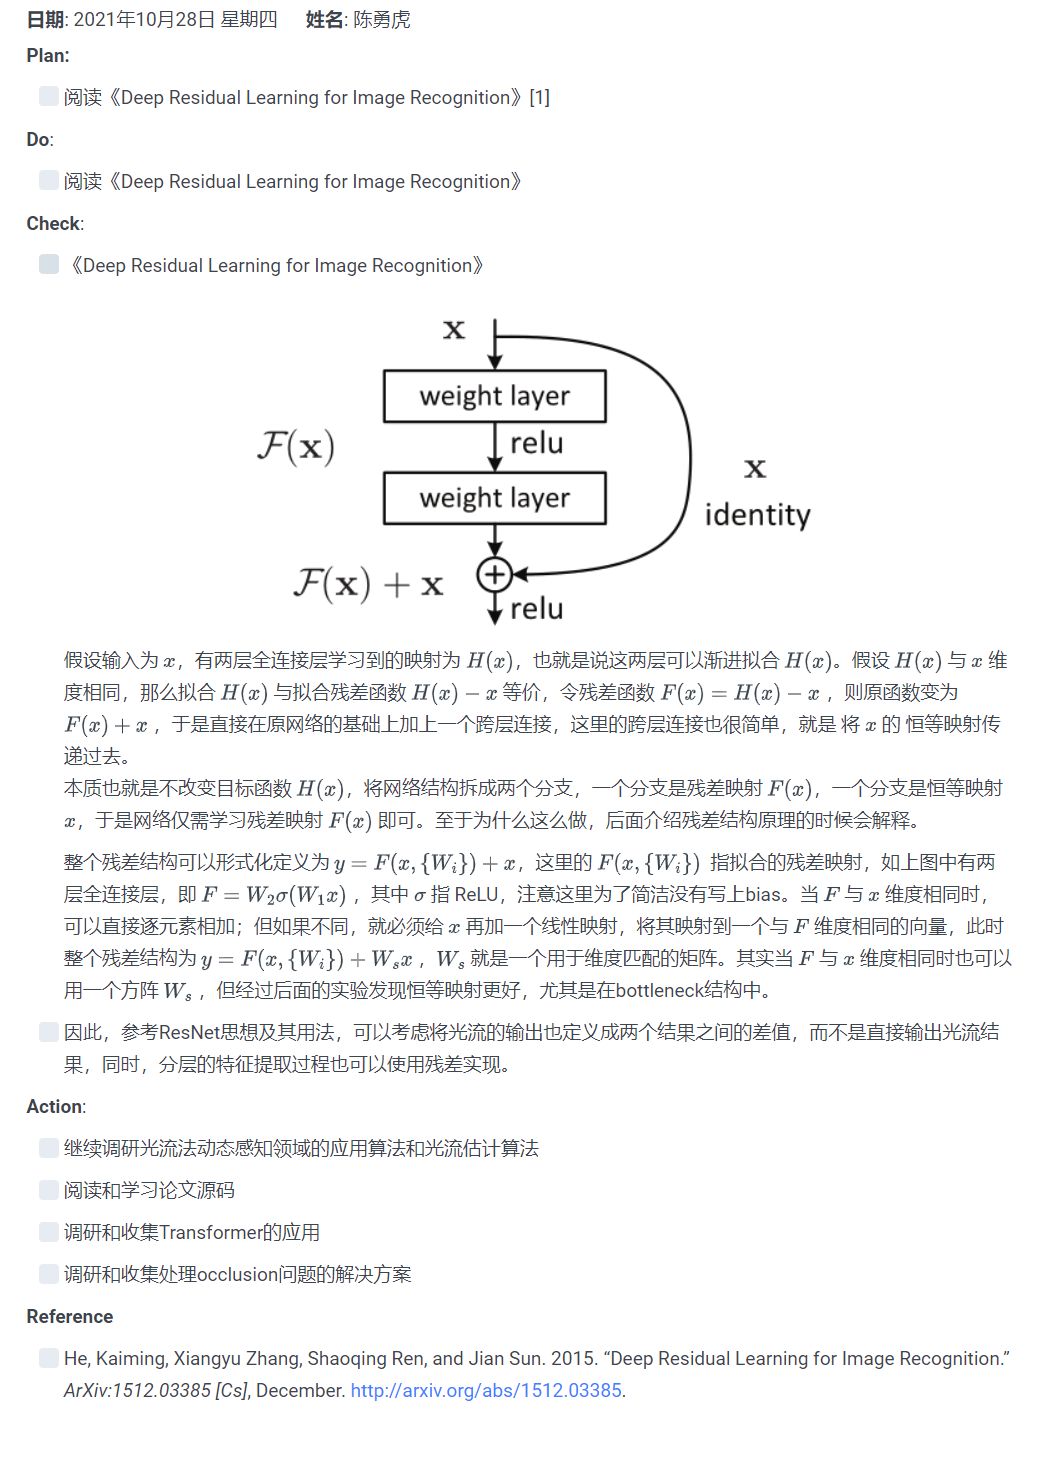 日期: 2021年10月28日 星期四 姓名: 陈勇虎
Plan:
阅读《Deep Residual Learning for Image Recognition》[1]
Do:
阅读《Deep Residual Learning for Image Recognition》
Check:
《Deep Residual Learning for Image Recognition》
x
weight layer
F(x)
relu
x
weight layer
identity
F(x) + x
relu
假设输入为 x，有两层全连接层学习到的映射为 H(x)，也就是说这两层可以渐进拟合 H(x)。假设 H(x) 与 x 维
度相同，那么拟合 H(x) 与拟合残差函数 H(x) − x 等价，令残差函数 F(x) = H(x) − x ，则原函数变为
F(x) + x ，于是直接在原网络的基础上加上一个跨层连接，这里的跨层连接也很简单，就是 将 x 的 恒等映射传
递过去。
本质也就是不改变目标函数 H(x)，将网络结构拆成两个分支，一个分支是残差映射 F(x)，一个分支是恒等映射
x，于是网络仅需学习残差映射 F(x) 即可。至于为什么这么做，后面介绍残差结构原理的时候会解释。
整个残差结构可以形式化定义为 y = F(x, {W_i}) + x，这里的 F(x, {W_i}) 指拟合的残差映射，如上图中有两
层全连接层，即 F = W_2σ(W_1x) ，其中 σ 指 ReLU，注意这里为了简洁没有写上bias。当 F 与 x 维度相同时，
可以直接逐元素相加；但如果不同，就必须给 x 再加一个线性映射，将其映射到一个与 F 维度相同的向量，此时
整个残差结构为 y = F(x, {W_i}) + W_sx ，W_s 就是一个用于维度匹配的矩阵。其实当 F 与 x 维度相同时也可以
用一个方阵 W_s ，但经过后面的实验发现恒等映射更好，尤其是在bottleneck结构中。
因此，参考ResNet思想及其用法，可以考虑将光流的输出也定义成两个结果之间的差值，而不是直接输出光流结
果，同时，分层的特征提取过程也可以使用残差实现。
Action:
继续调研光流法动态感知领域的应用算法和光流估计算法
阅读和学习论文源码
调研和收集Transformer的应用
调研和收集处理occlusion问题的解决方案
Reference
He, Kaiming, Xiangyu Zhang, Shaoqing Ren, and Jian Sun. 2015. “Deep Residual Learning for Image Recognition.”
ArXiv:1512.03385 [Cs], December. http://arxiv.org/abs/1512.03385.